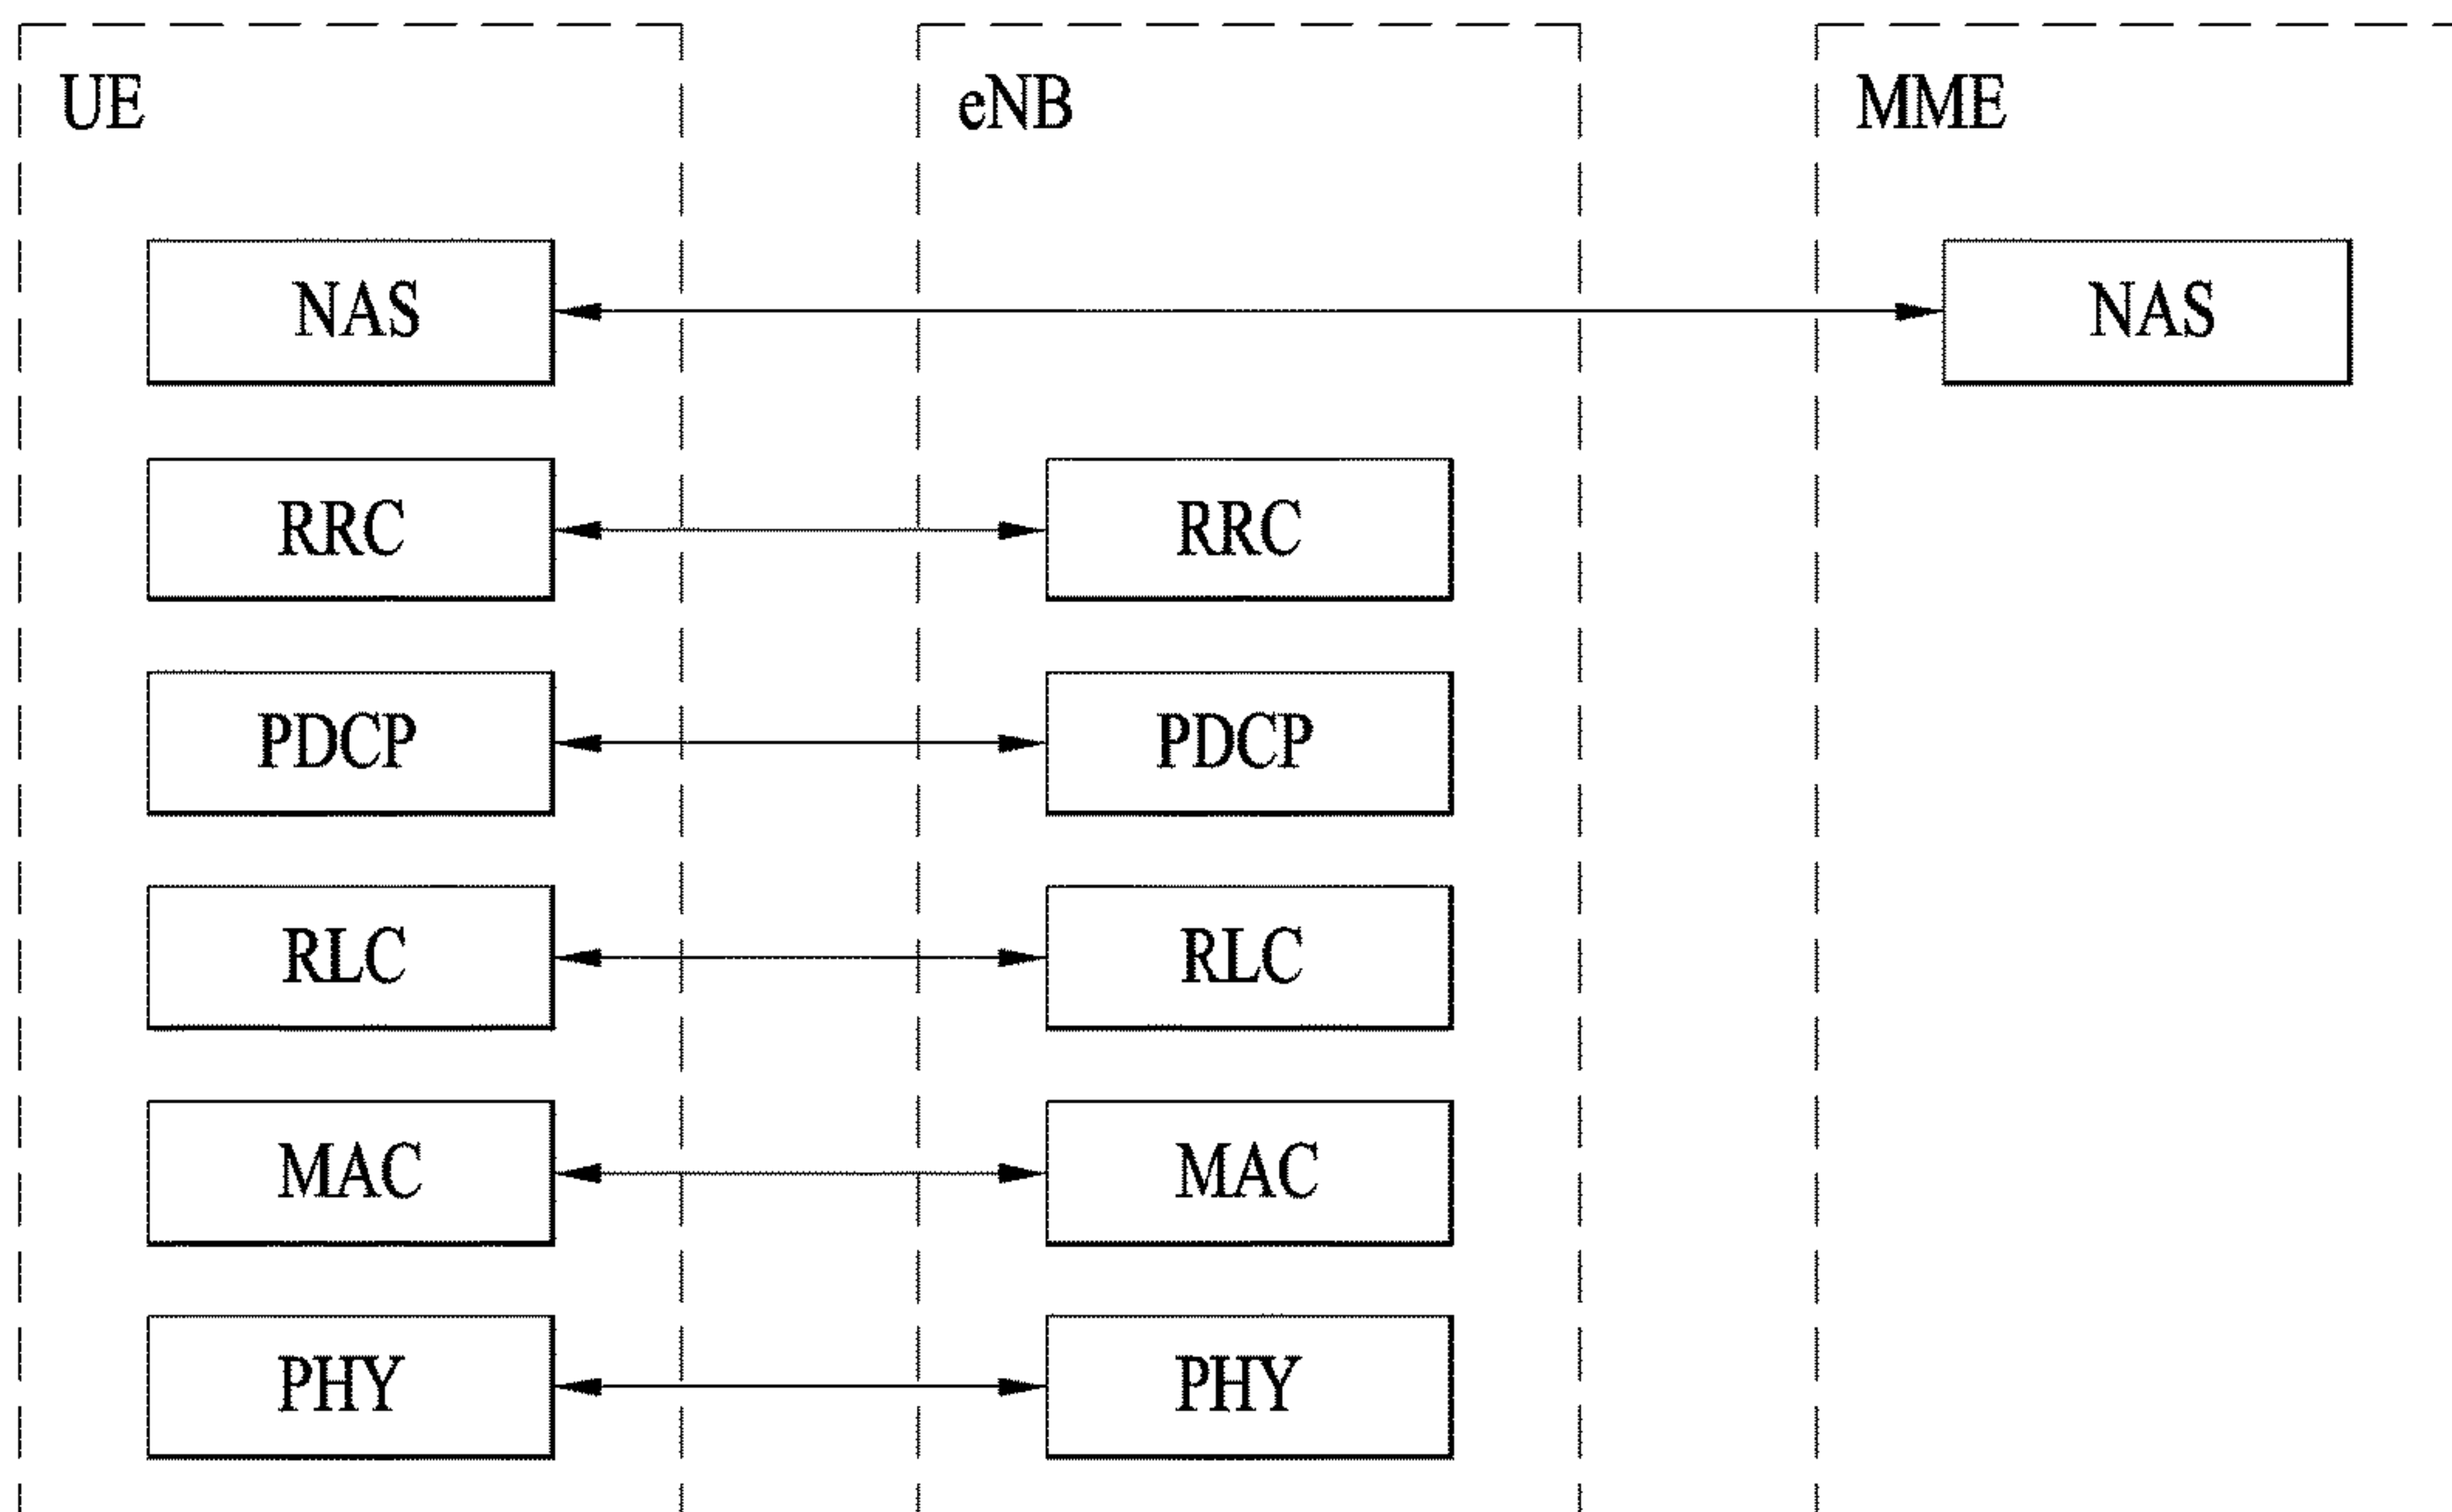 UE eNB MME
NAS NAS
RRC RRC
PDCP PDCP
RLC RLC
MAC MAC
PHY PHY